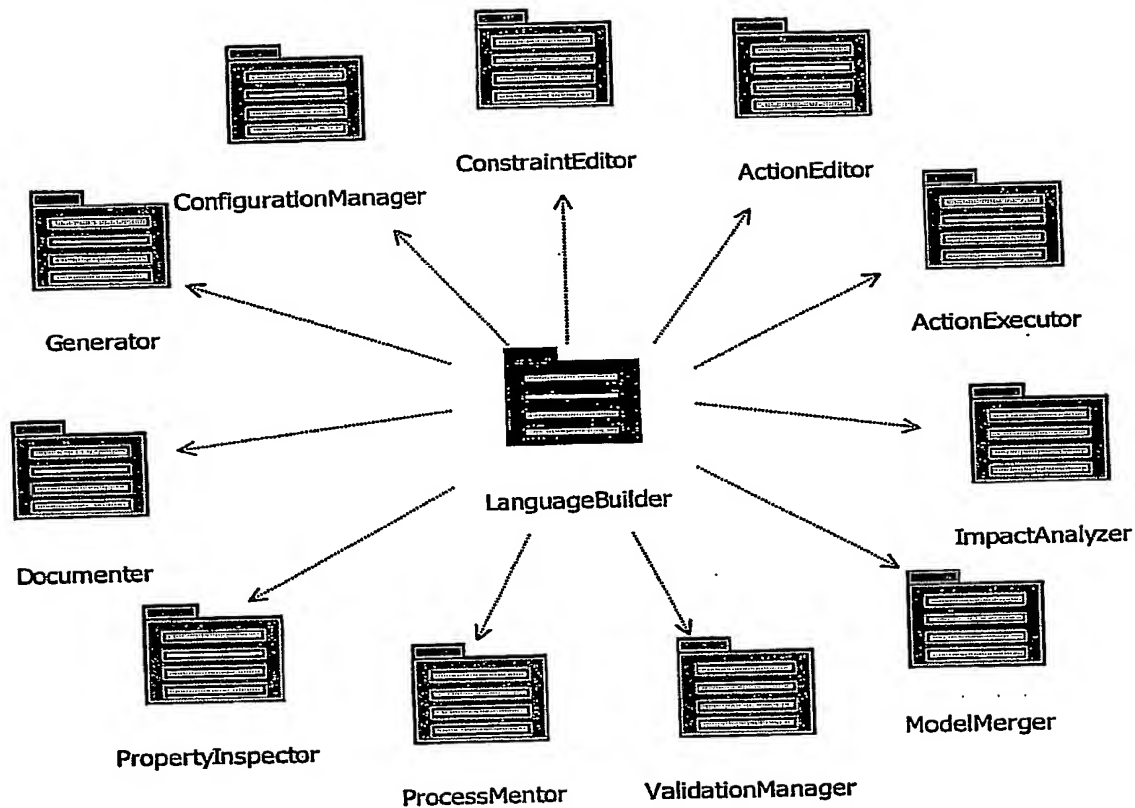 ConstraintEditor
ActionEditor
ConfigurationManager
ActionExecutor
Generator
LanguageBuilder
ImpactAnalyzer
Documenter
ModelMerger
PropertyInspector
ProcessMentor
ValidationManager